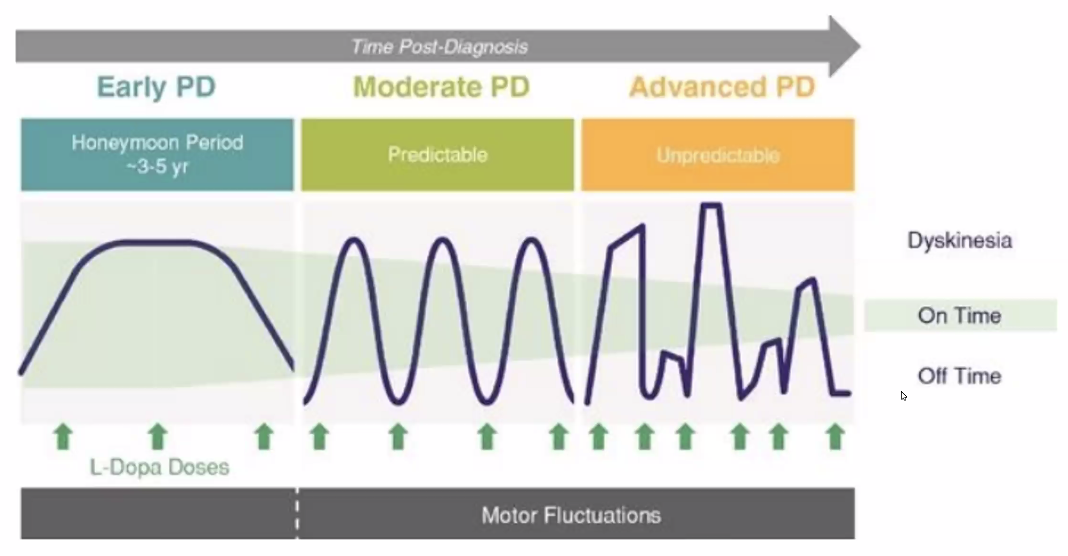 Time Post-Diagnosis
Early PD
Moderate PD
Advanced PD
Honeymoon Period
~3-5 yr
Predictable
Unpredictable
Dyskinesia
On Time
Off Time
L-Dopa Doses
Motor Fluctuations